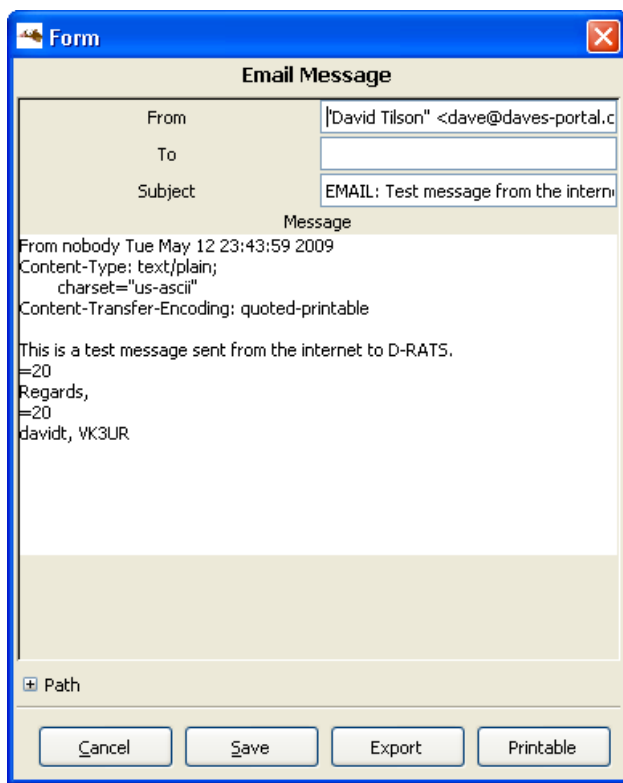 Form
Email Message
From
"David Tilson" <dave@daves-portal.c
To
Subject
EMAIL: Test message from the intern
Message
From nobody Tue May 12 23:43:59 2009
Content-Type: text/plain;
charset="us-ascii"
Content-Transfer-Encoding: quoted-printable
This is a test message sent from the internet to D-RATS.
=20
Regards,
=20
davidt, VK3UR
Path
Cancel
Save
Export
Printable